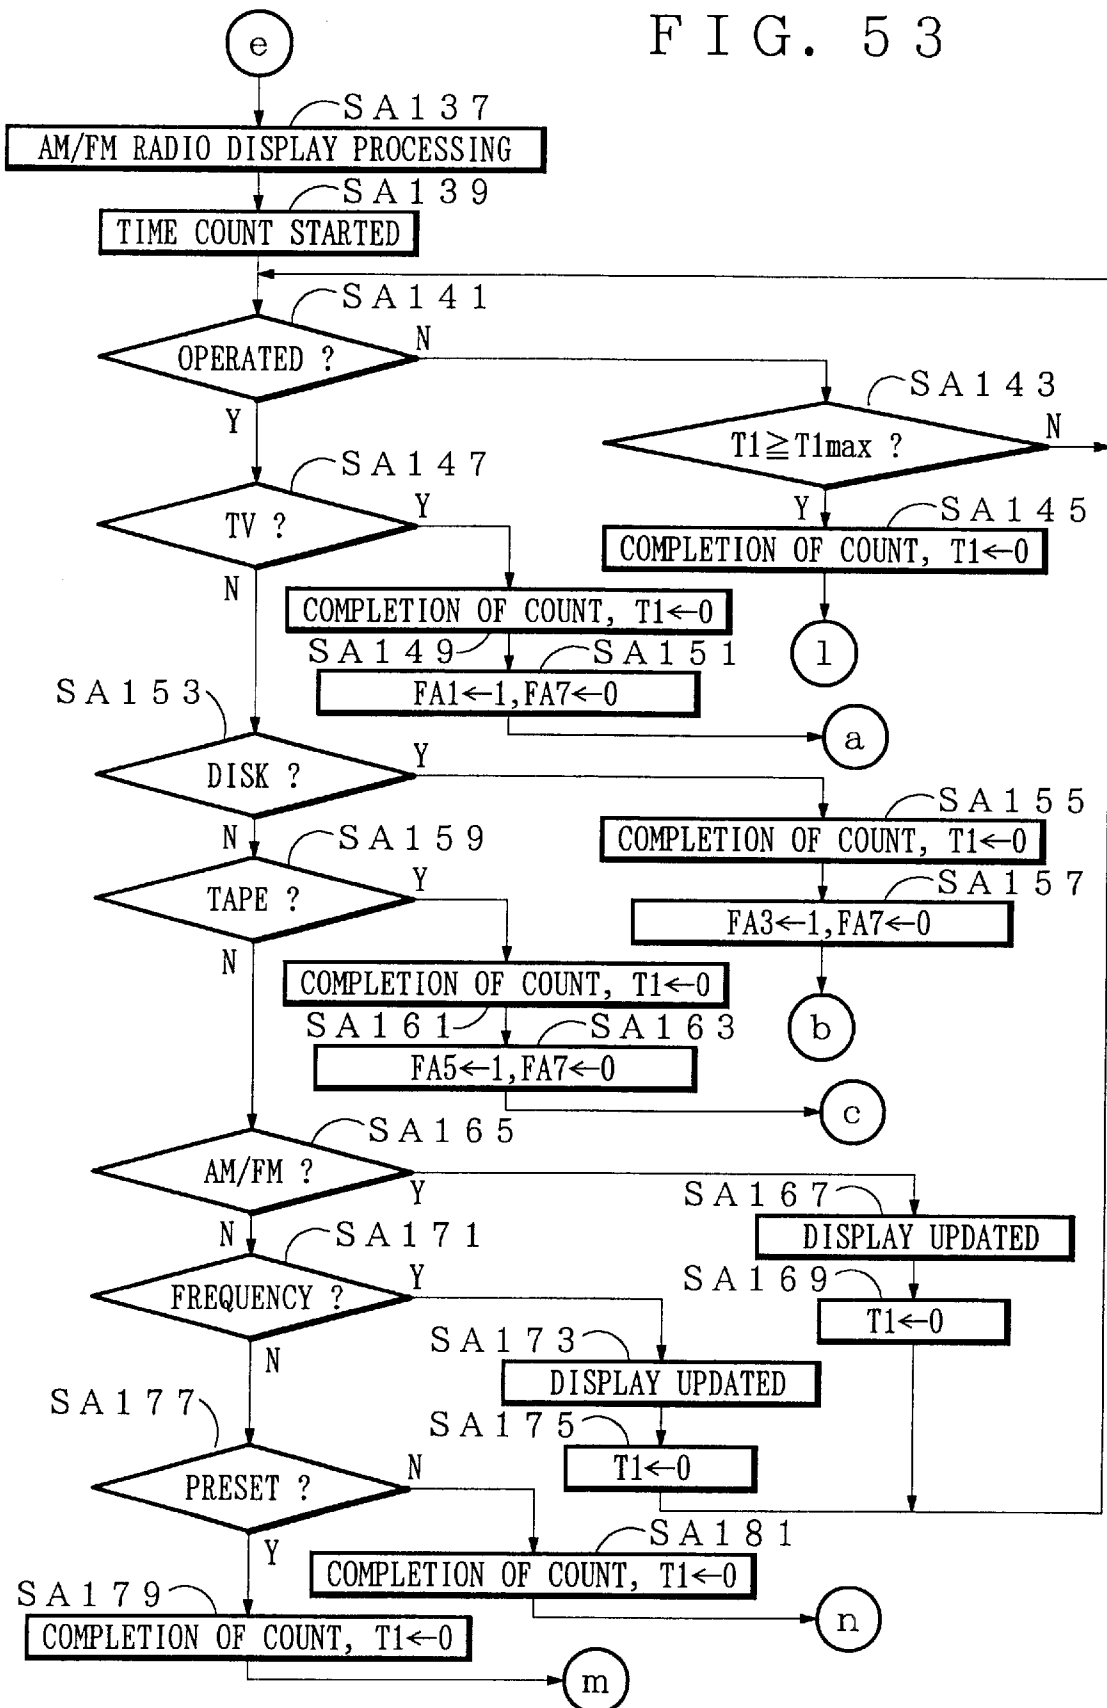 FIG. 53
e
SA137
AM/FM RADIO DISPLAY PROCESSING
SA139
TIME COUNT STARTED
SA141
OPERATED ?
N
Y
SA143
T1≧T1max ?
N
Y
SA145
COMPLETION OF COUNT, T1←0
l
SA147
TV ?
Y
N
COMPLETION OF COUNT, T1←0
SA149
SA151
FA1←1,FA7←0
a
SA153
DISK ?
Y
N
SA155
COMPLETION OF COUNT, T1←0
SA157
FA3←1,FA7←0
b
SA159
TAPE ?
Y
N
COMPLETION OF COUNT, T1←0
SA161
SA163
FA5←1,FA7←0
c
SA165
AM/FM ?
Y
N
SA167
DISPLAY UPDATED
SA169
T1←0
SA171
FREQUENCY ?
Y
N
SA173
DISPLAY UPDATED
SA175
T1←0
SA177
PRESET ?
N
Y
SA181
COMPLETION OF COUNT, T1←0
n
SA179
COMPLETION OF COUNT, T1←0
m